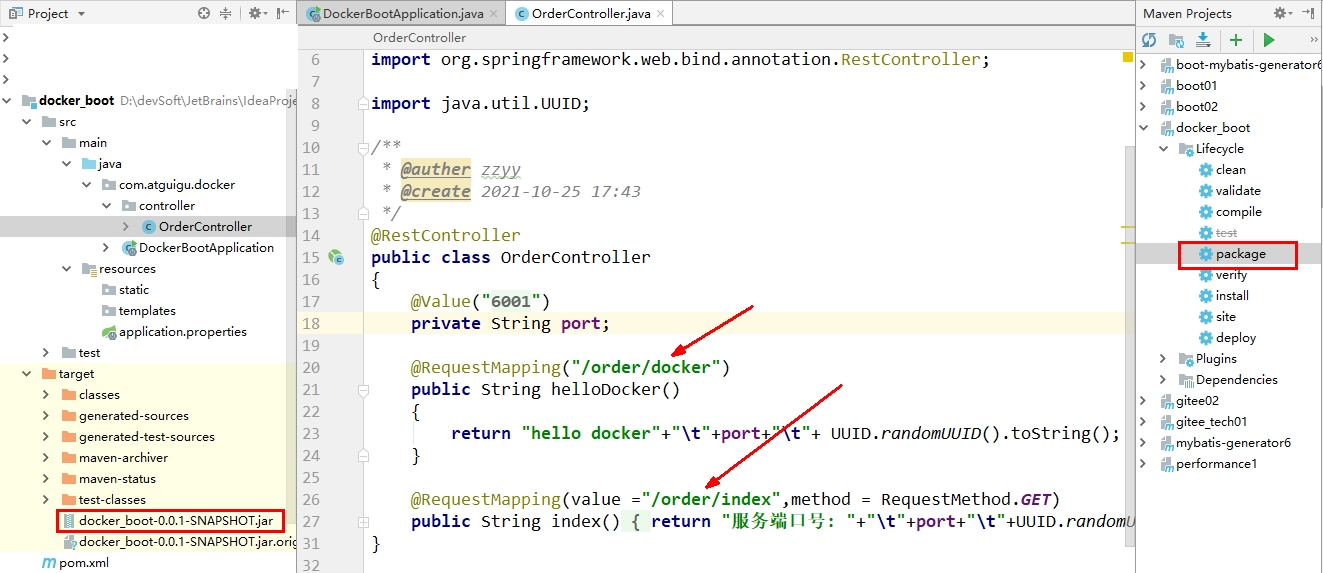 Project
docker_boot D:\devSoft\JetBrains\IdeaProje
src
main
java
com.atguigu.docker
controller
OrderController
DockerBootApplication
resources
static
templates
application.properties
test
target
classes
generated-sources
generated-test-sources
maven-archiver
maven-status
test-classes
docker_boot-0.0.1-SNAPSHOT.jar
docker_boot-0.0.1-SNAPSHOT.jar.orig
pom.xml
DockerBootApplication.java
OrderController.java
OrderController
6 import org.springframework.web.bind.annotation.RestController;
7
8 import java.util.UUID;
9
10 /**
11 * @auther zzyy
12 * @create 2021-10-25 17:43
13 */
14 @RestController
15 public class OrderController
16 {
17 @Value("6001")
18 private String port;
19
20 @RequestMapping("/order/docker")
21 public String helloDocker()
22 {
23 return "hello docker"+"\t"+port+"\t"+ UUID.randomUUID().toString();
24 }
25
26 @RequestMapping(value ="/order/index",method = RequestMethod.GET)
27 public String index() { return "服务端口号: "+"\t"+port+"\t"+UUID.randomU
31 }
32
Maven Projects
boot-mybatis-generator6
boot01
boot02
docker_boot
Lifecycle
clean
validate
compile
test
package
verify
install
site
deploy
Plugins
Dependencies
gitee02
gitee_tech01
mybatis-generator6
performance1